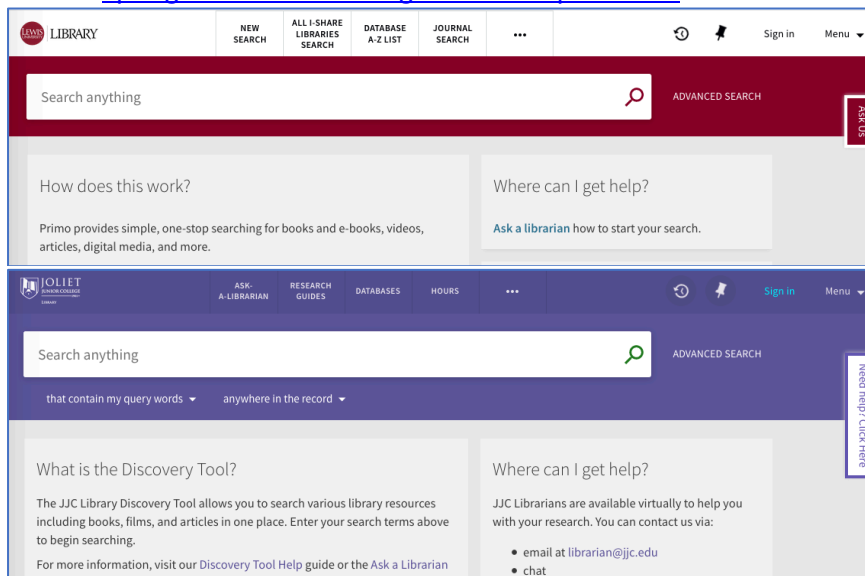 LEWIS LIBRARY
NEW SEARCH
ALL I-SHARE LIBRARIES SEARCH
DATABASE A-Z LIST
JOURNAL SEARCH
Sign in
Menu
Search anything
ADVANCED SEARCH
Ask Us
How does this work?
Primo provides simple, one-stop searching for books and e-books, videos,
articles, digital media, and more.
Where can I get help?
Ask a librarian how to start your search.
JOLIET
JUNIOR COLLEGE
LIBRARY
ASK-A-LIBRARIAN
RESEARCH GUIDES
DATABASES
HOURS
Sign in
Menu
Search anything
ADVANCED SEARCH
that contain my query words
anywhere in the record
Need help? Click Here
What is the Discovery Tool?
The JJC Library Discovery Tool allows you to search various library resources
including books, films, and articles in one place. Enter your search terms above
to begin searching.
For more information, visit our Discovery Tool Help guide or the Ask a Librarian
Where can I get help?
JJC Librarians are available virtually to help you
with your research. You can contact us via:
• email at librarian@jjc.edu
• chat